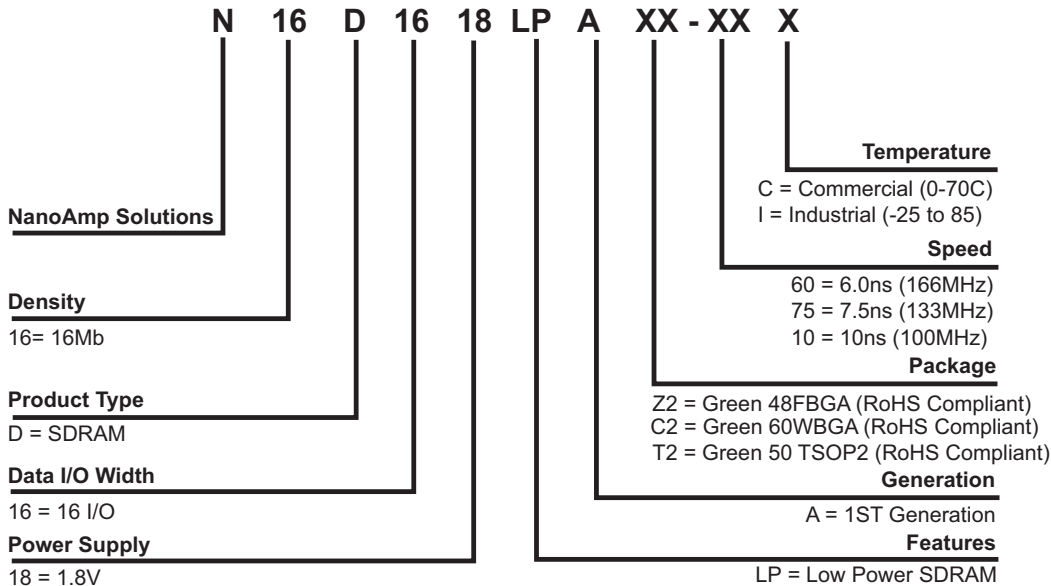 N 16 D 16 18 LP A XX - XX X
Temperature
C = Commercial (0-70C)
I = Industrial (-25 to 85)
NanoAmp Solutions
Speed
60 = 6.0ns (166MHz)
75 = 7.5ns (133MHz)
10 = 10ns (100MHz)
Density
16= 16Mb
Package
Z2 = Green 48FBGA (RoHS Compliant)
C2 = Green 60WBGA (RoHS Compliant)
T2 = Green 50 TSOP2 (RoHS Compliant)
Product Type
D = SDRAM
Data I/O Width
16 = 16 I/O
Generation
A = 1ST Generation
Power Supply
18 = 1.8V
Features
LP = Low Power SDRAM